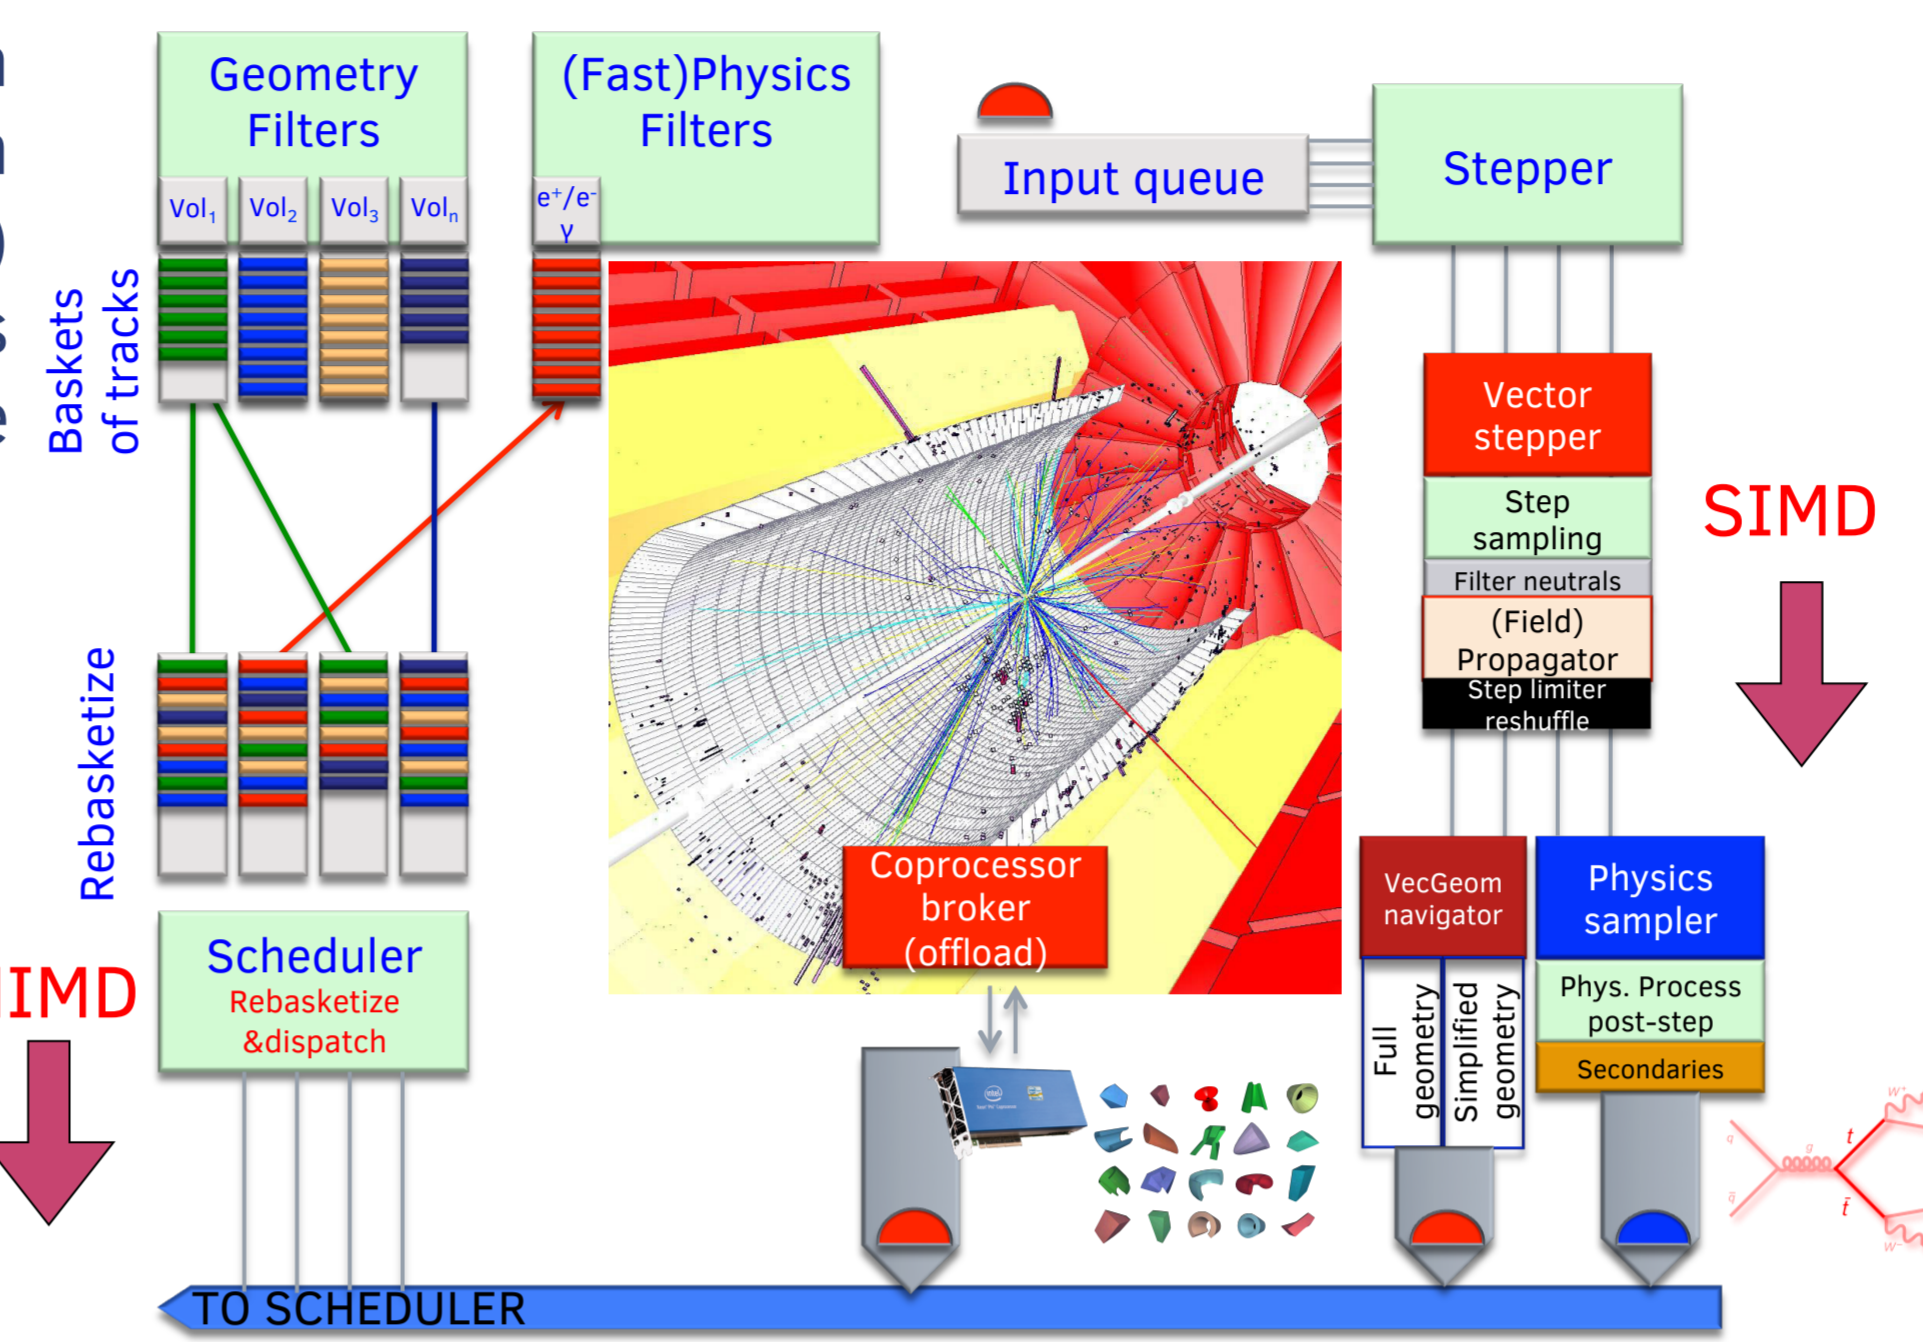 Geometry
Filters
(Fast)Physics
Filters
Input queue
Stepper
Vol1
Vol2
Vol3
Voln
e+/e-
γ
Baskets
of tracks
Vector
stepper
Step
sampling
Filter neutrals
(Field)
Propagator
Step limiter
reshuffle
SIMD
Rebasketize
Coprocessor
broker
(offload)
VecGeom
navigator
Physics
sampler
Scheduler
Rebasketize
&dispatch
IMD
Full
geometry
Simplified
geometry
Phys. Process
post-step
Secondaries
intel
q
q̄
g
t
t̄
W+
W-
TO SCHEDULER